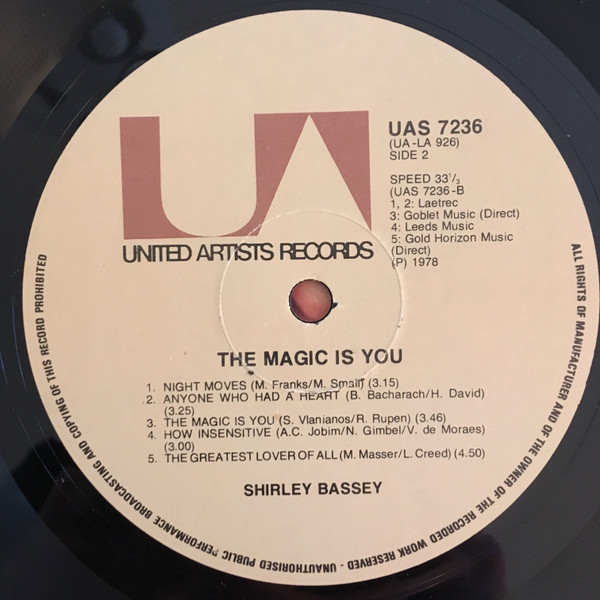 UA
UNITED ARTISTS RECORDS
UAS 7236
(UA-LA 926)
SIDE 2
SPEED 33 1/3
(UAS 7236-B
1, 2: Laetrec
3: Goblet Music (Direct)
4: Leeds Music
5: Gold Horizon Music
(Direct)
(P) 1978
THE MAGIC IS YOU
1. NIGHT MOVES (M. Franks/M. Small) (3.15)
2. ANYONE WHO HAD A HEART (B. Bacharach/H. David)
(3.25)
3. THE MAGIC IS YOU (S. Vlanianos/R. Rupen) (3.46)
4. HOW INSENSITIVE (A.C. Jobim/N. Gimbel/V. de Moraes)
(3.00)
5. THE GREATEST LOVER OF ALL (M. Masser/L. Creed) (4.50)
SHIRLEY BASSEY
ALL RIGHTS OF MANUFACTURER AND OF THE OWNER OF THE RECORDED WORK RESERVED - UNAUTHORISED PUBLIC PERFORMANCE BROADCASTING AND COPYING OF THIS RECORD PROHIBITED